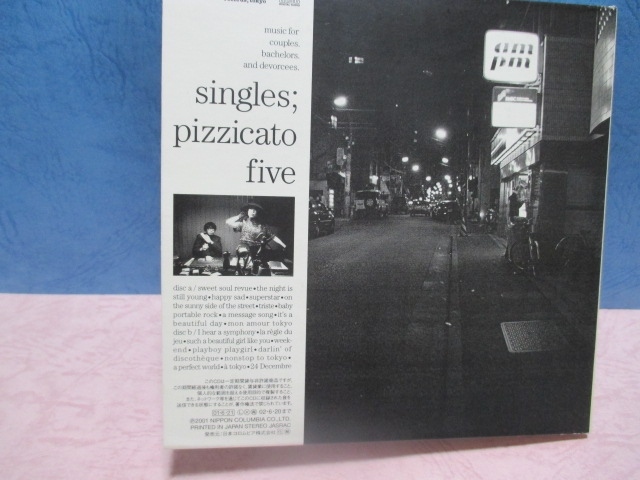 music for
couples,
bachelors,
and devorcees.
singles;
pizzicato
five
am
pm
disc a / sweet soul revue•the night is
still young•happy sad•superstar•on
the sunny side of the street•triste•baby
portable rock•a message song•it's a
beautiful day•mon amour tokyo
disc b / I hear a symphony•la règle du
jeu•such a beautiful girl like you•week-
end•playboy playgirl•darlin' of
discothèque•nonstop to tokyo•
a perfect world•à tokyo•24 Decembre
℗2001 NIPPON COLUMBIA CO.,LTD.
PRINTED IN JAPAN STEREO JASRAC